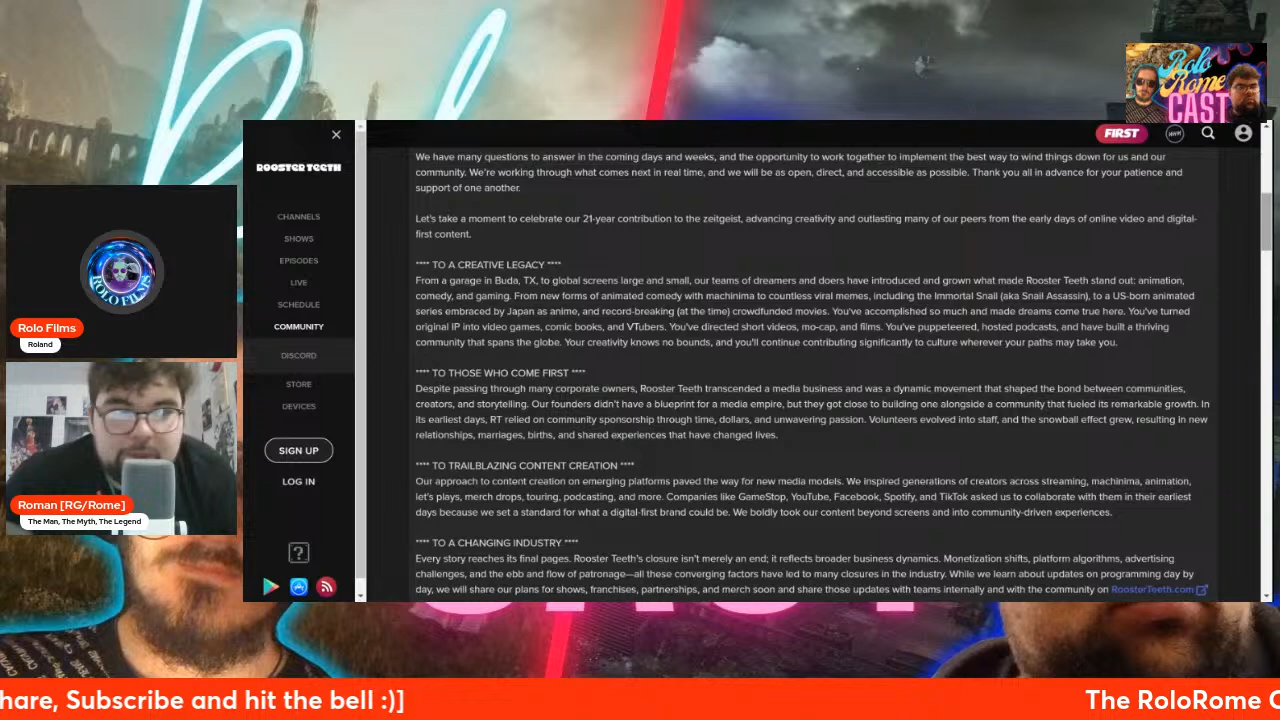 Rolo
Rome
CAST
FIRST
ROOSTER TEETH
CHANNELS
SHOWS
EPISODES
LIVE
SCHEDULE
COMMUNITY
DISCORD
STORE
DEVICES
SIGN UP
LOG IN
?
We have many questions to answer in the coming days and weeks, and the opportunity to work together to implement the best way to wind things down for us and our
community. We're working through what comes next in real time, and we will be as open, direct, and accessible as possible. Thank you all in advance for your patience and
support of one another.
Let's take a moment to celebrate our 21-year contribution to the zeitgeist, advancing creativity and outlasting many of our peers from the early days of online video and digital-
first content.
**** TO A CREATIVE LEGACY ****
From a garage in Buda, TX, to global screens large and small, our teams of dreamers and doers have introduced and grown what made Rooster Teeth stand out: animation,
comedy, and gaming. From new forms of animated comedy with machinima to countless viral memes, including the Immortal Snail (aka Snail Assassin), to a US-born animated
series embraced by Japan as anime, and record-breaking (at the time) crowdfunded movies. You've accomplished so much and made dreams come true here. You've turned
original IP into video games, comic books, and VTubers. You've directed short videos, mo-cap, and films. You've puppeteered, hosted podcasts, and have built a thriving
community that spans the globe. Your creativity knows no bounds, and you'll continue contributing significantly to culture wherever your paths may take you.
**** TO THOSE WHO COME FIRST ****
Despite passing through many corporate owners, Rooster Teeth transcended a media business and was a dynamic movement that shaped the bond between communities,
creators, and storytelling. Our founders didn't have a blueprint for a media empire, but they got close to building one alongside a community that fueled its remarkable growth. In
its earliest days, RT relied on community sponsorship through time, dollars, and unwavering passion. Volunteers evolved into staff, and the snowball effect grew, resulting in new
relationships, marriages, births, and shared experiences that have changed lives.
**** TO TRAILBLAZING CONTENT CREATION ****
Our approach to content creation on emerging platforms paved the way for new media models. We inspired generations of creators across streaming, machinima, animation,
let's plays, merch drops, touring, podcasting, and more. Companies like GameStop, YouTube, Facebook, Spotify, and TikTok asked us to collaborate with them in their earliest
days because we set a standard for what a digital-first brand could be. We boldly took our content beyond screens and into community-driven experiences.
**** TO A CHANGING INDUSTRY ****
Every story reaches its final pages. Rooster Teeth's closure isn't merely an end; it reflects broader business dynamics. Monetization shifts, platform algorithms, advertising
challenges, and the ebb and flow of patronage—all these converging factors have led to many closures in the industry. While we learn about updates on programming day by
day, we will share our plans for shows, franchises, partnerships, and merch soon and share those updates with teams internally and with the community on RoosterTeeth.com
ROLO FILMS
Rolo Films
Roland
Roman [RG/Rome]
The Man, The Myth, The Legend
hare, Subscribe and hit the bell :)]
The RoloRome C